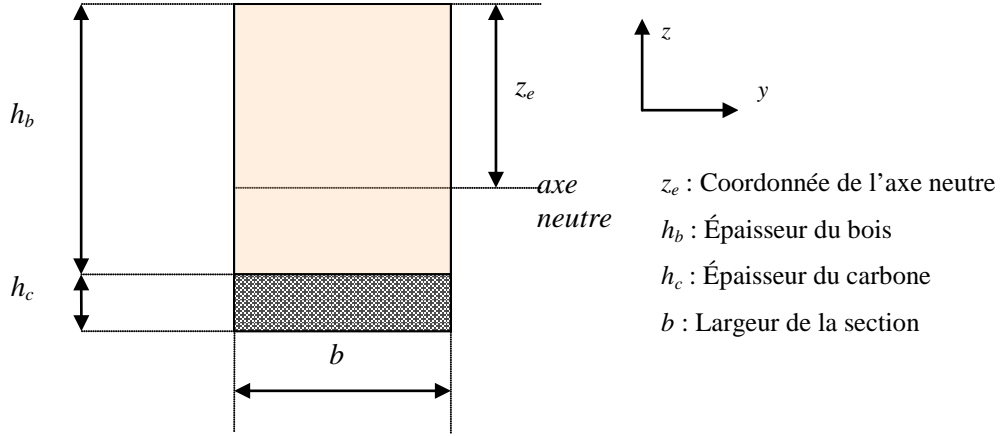 h_b
h_c
b
z_e
axe
neutre
z
y
z_e : Coordonnée de l'axe neutre
h_b : Épaisseur du bois
h_c : Épaisseur du carbone
b : Largeur de la section